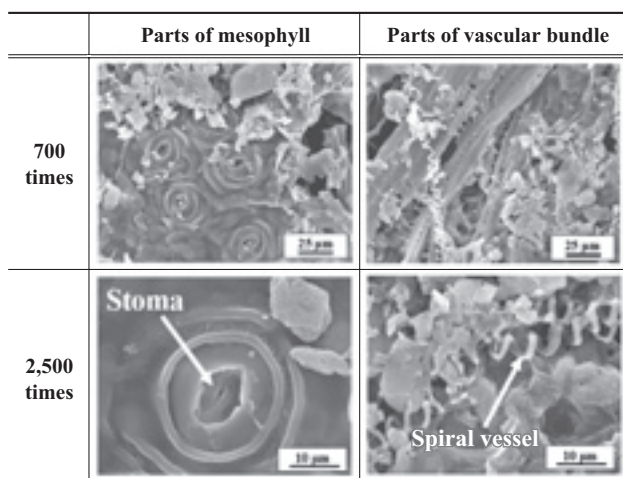 Parts of mesophyll
Parts of vascular bundle
700
times
25 μm
25 μm
2,500
times
Stoma
10 μm
Spiral vessel
10 μm